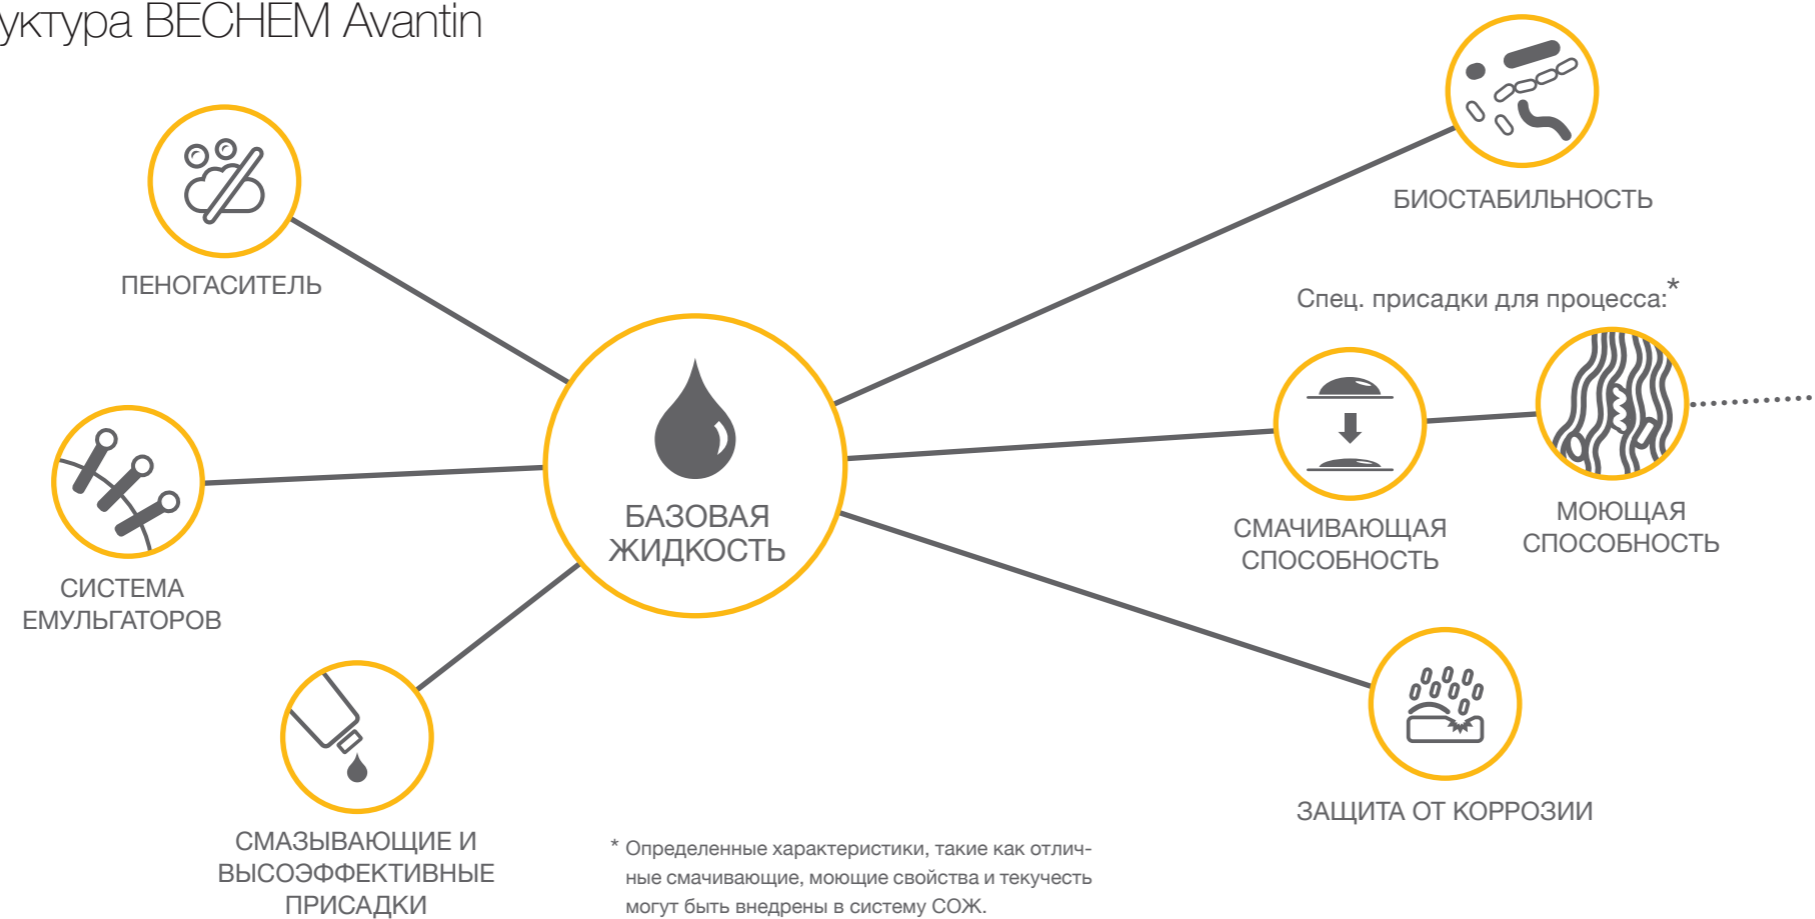 уктура BECHEM Avantin
ПЕНОГАСИТЕЛЬ
БИОСТАБИЛЬНОСТЬ
Спец. присадки для процесса:*
БАЗОВАЯ
ЖИДКОСТЬ
СМАЧИВАЮЩАЯ
СПОСОБНОСТЬ
МОЮЩАЯ
СПОСОБНОСТЬ
СИСТЕМА
ЕМУЛЬГАТОРОВ
ЗАЩИТА ОТ КОРРОЗИИ
СМАЗЫВАЮЩИЕ И
ВЫСОЭФФЕКТИВНЫЕ
ПРИСАДКИ
* Определенные характеристики, такие как отлич-
ные смачивающие, моющие свойства и текучесть
могут быть внедрены в систему СОЖ.